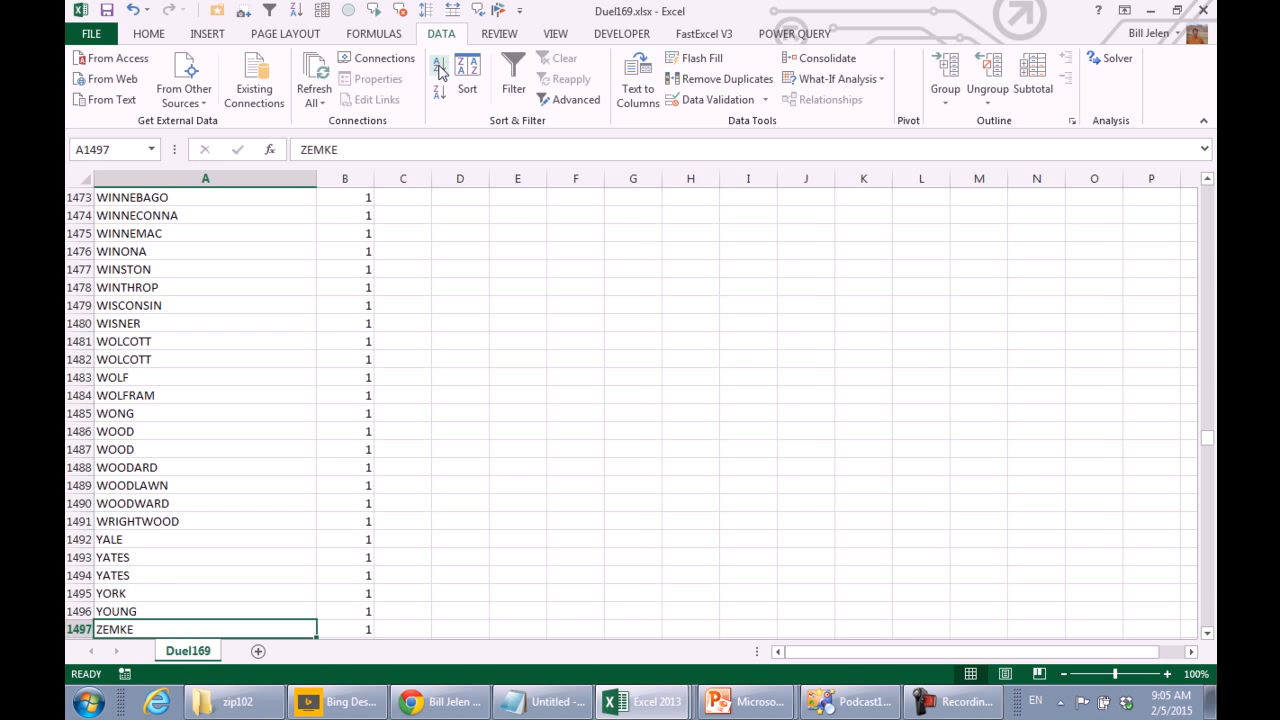 Duel169.xlsx - Excel
FILE HOME INSERT PAGE LAYOUT FORMULAS DATA REVIEW VIEW DEVELOPER FastExcel V3 POWER QUERY Bill Jelen
From Access
From Web
From Text
From Other Sources
Existing Connections
Get External Data
Refresh All
Connections
Properties
Edit Links
Connections
Sort
Filter
Clear
Reapply
Advanced
Sort & Filter
Text to Columns
Flash Fill
Remove Duplicates
Data Validation
Consolidate
What-If Analysis
Relationships
Data Tools
Pivot
Group
Ungroup
Subtotal
Outline
Solver
Analysis
A1497 fx ZEMKE
A B C D E F G H I J K L M N O P
1473 WINNEBAGO 1
1474 WINNECONNA 1
1475 WINNEMAC 1
1476 WINONA 1
1477 WINSTON 1
1478 WINTHROP 1
1479 WISCONSIN 1
1480 WISNER 1
1481 WOLCOTT 1
1482 WOLCOTT 1
1483 WOLF 1
1484 WOLFRAM 1
1485 WONG 1
1486 WOOD 1
1487 WOOD 1
1488 WOODARD 1
1489 WOODLAWN 1
1490 WOODWARD 1
1491 WRIGHTWOOD 1
1492 YALE 1
1493 YATES 1
1494 YATES 1
1495 YORK 1
1496 YOUNG 1
1497 ZEMKE 1
Duel169
READY 100%
zip102 Bing Des... Bill Jelen ... Untitled -... Excel 2013 Microso... Podcast1... Recordin... EN 9:05 AM
2/5/2015